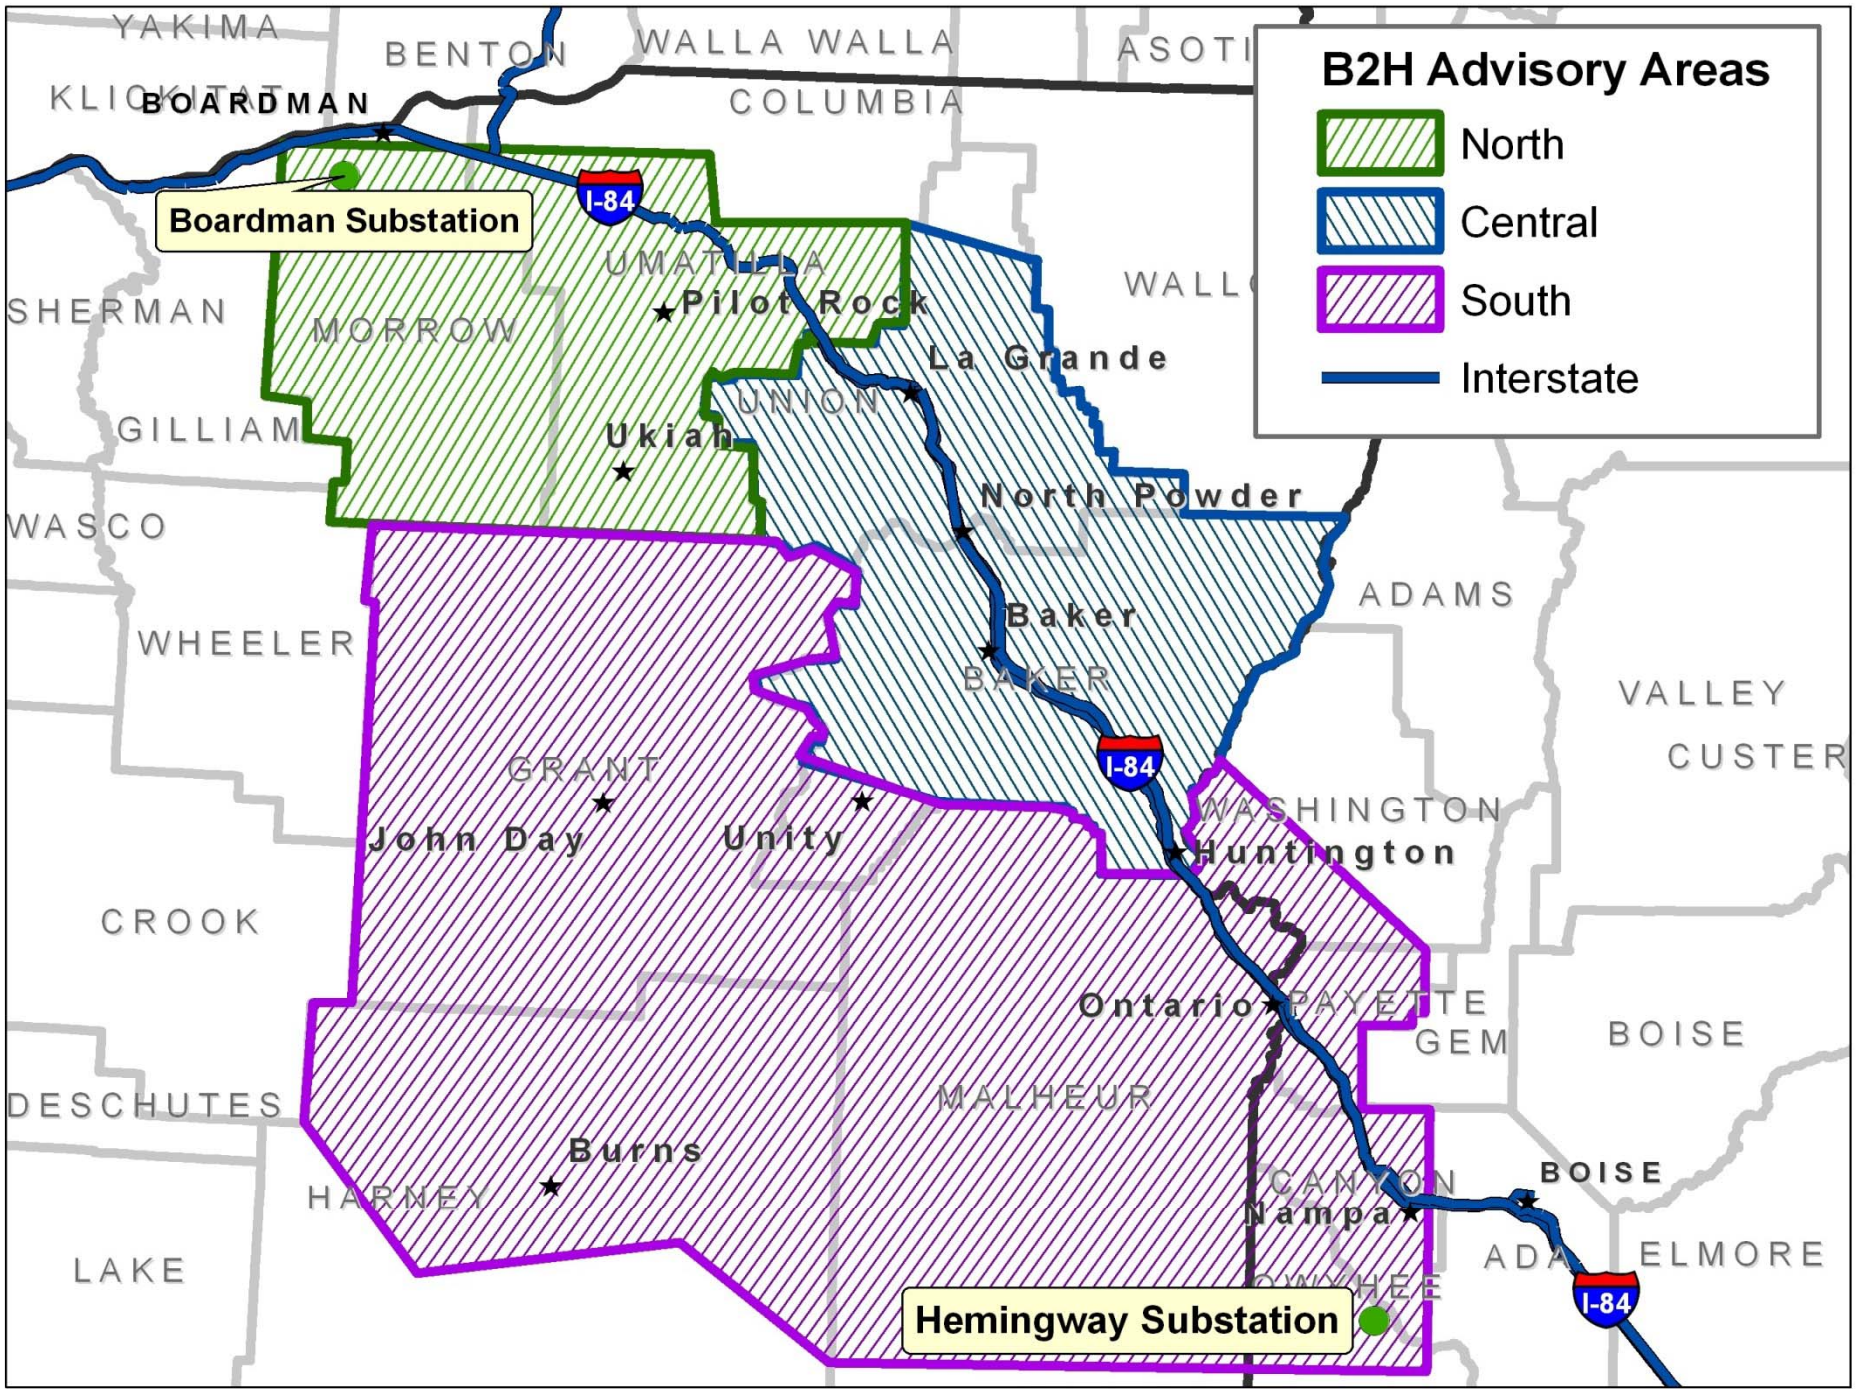 YAKIMA
BENTON
WALLA WALLA
ASOTI
B2H Advisory Areas
KLICKITAT
BOARDMAN
COLUMBIA
North
I-84
Boardman Substation
Central
UMATILLA
WALLO
Pilot Rock
South
SHERMAN
MORROW
La Grande
Interstate
UNION
GILLIAM
Ukiah
North Powder
WASCO
ADAMS
Baker
WHEELER
BAKER
VALLEY
CUSTER
I-84
GRANT
WASHINGTON
John Day
Unity
Huntington
CROOK
Ontario
PAYETTE
GEM
BOISE
MALHEUR
DESCHUTES
Burns
BOISE
HARNEY
CANYON
Nampa
LAKE
ADA
ELMORE
OWYHEE
I-84
Hemingway Substation